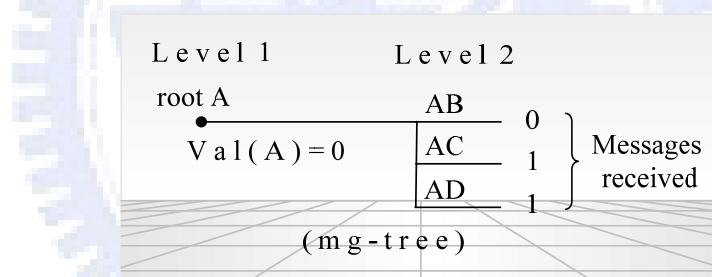 Level 1
Level 2
root A
Val(A)=0
AB
0
AC
1
AD
1
Messages
received
(mg-tree)